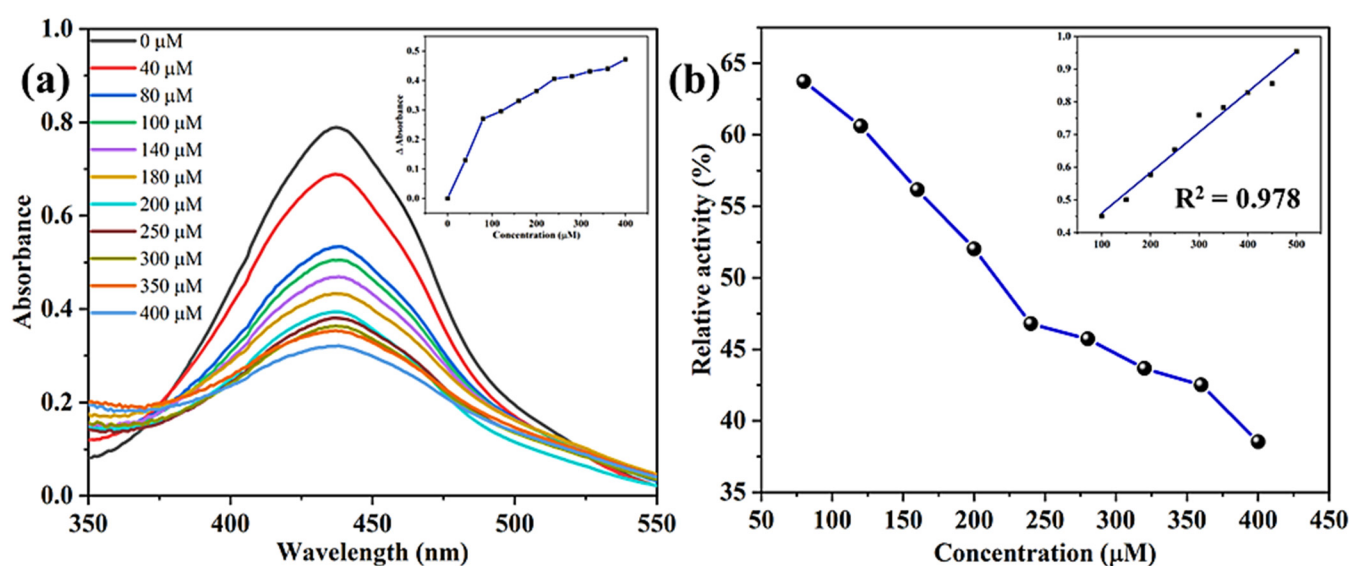 (a)
1.0
0.8
0.6
0.4
0.2
0.0
Absorbance
0 μM
40 μM
80 μM
100 μM
140 μM
180 μM
200 μM
250 μM
300 μM
350 μM
400 μM
0.5
0.4
0.3
0.2
0.1
0.0
Δ Absorbance
0 100 200 300 400
Concentration (μM)
350 400 450 500 550
Wavelength (nm)
(b)
65
60
55
50
45
40
35
Relative activity (%)
1.0
0.9
0.8
0.7
0.6
0.5
0.4
R² = 0.978
100 200 300 400 500
50 100 150 200 250 300 350 400 450
Concentration (μM)